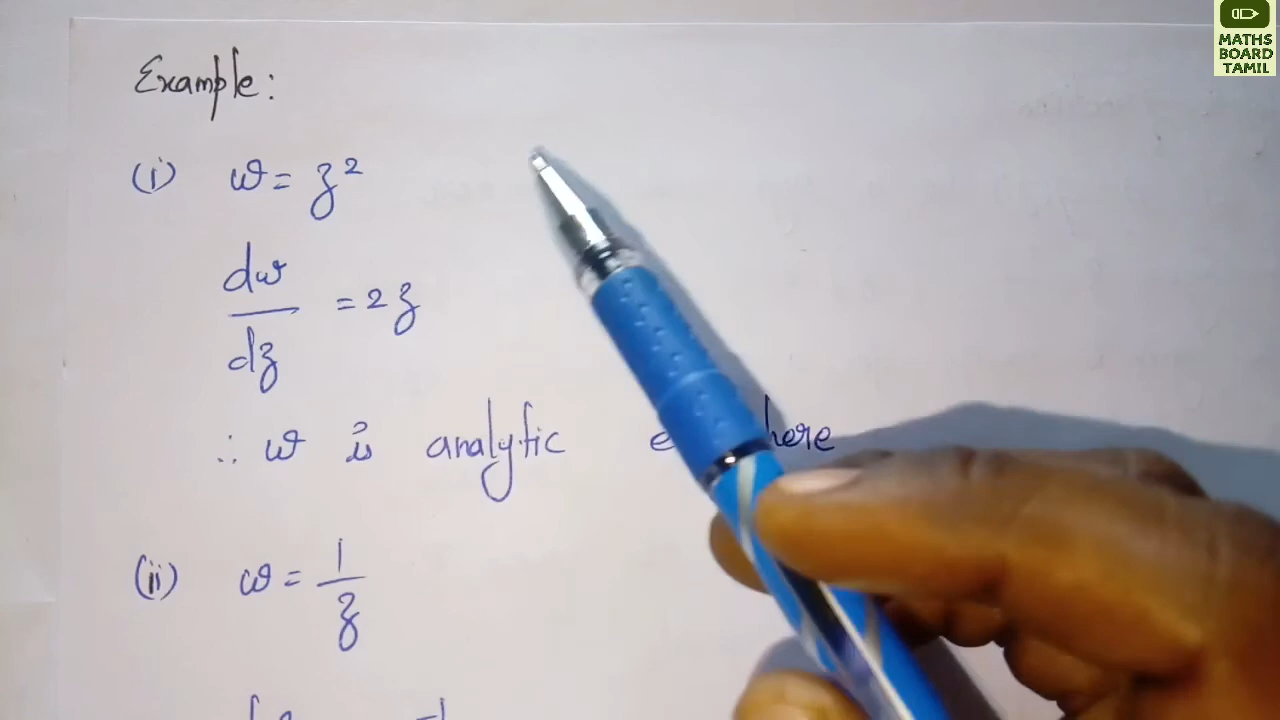 MATHS
BOARD
TAMIL
Example:
(i) w = z²
dw
dz
= 2z
∴ w is analytic
(ii) w = 1/z